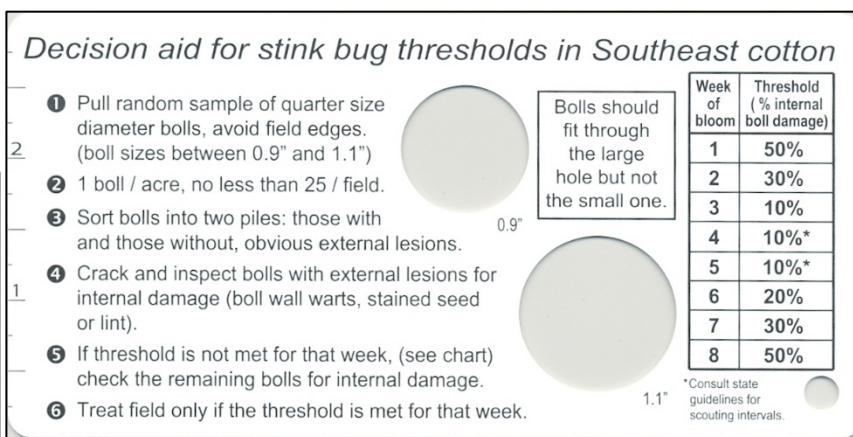 Decision aid for stink bug thresholds in Southeast cotton
❶ Pull random sample of quarter size
diameter bolls, avoid field edges.
(boll sizes between 0.9” and 1.1”)
❷ 1 boll / acre, no less than 25 / field.
❸ Sort bolls into two piles: those with
and those without, obvious external lesions.
❹ Crack and inspect bolls with external lesions for
internal damage (boll wall warts, stained seed
or lint).
❺ If threshold is not met for that week, (see chart)
check the remaining bolls for internal damage.
❻ Treat field only if the threshold is met for that week.
2
1
0.9”
1.1”
Bolls should
fit through
the large
hole but not
the small one.
Week of bloom Threshold (% internal boll damage)
1 50%
2 30%
3 10%
4 10%*
5 10%*
6 20%
7 30%
8 50%
*Consult state
guidelines for
scouting intervals.